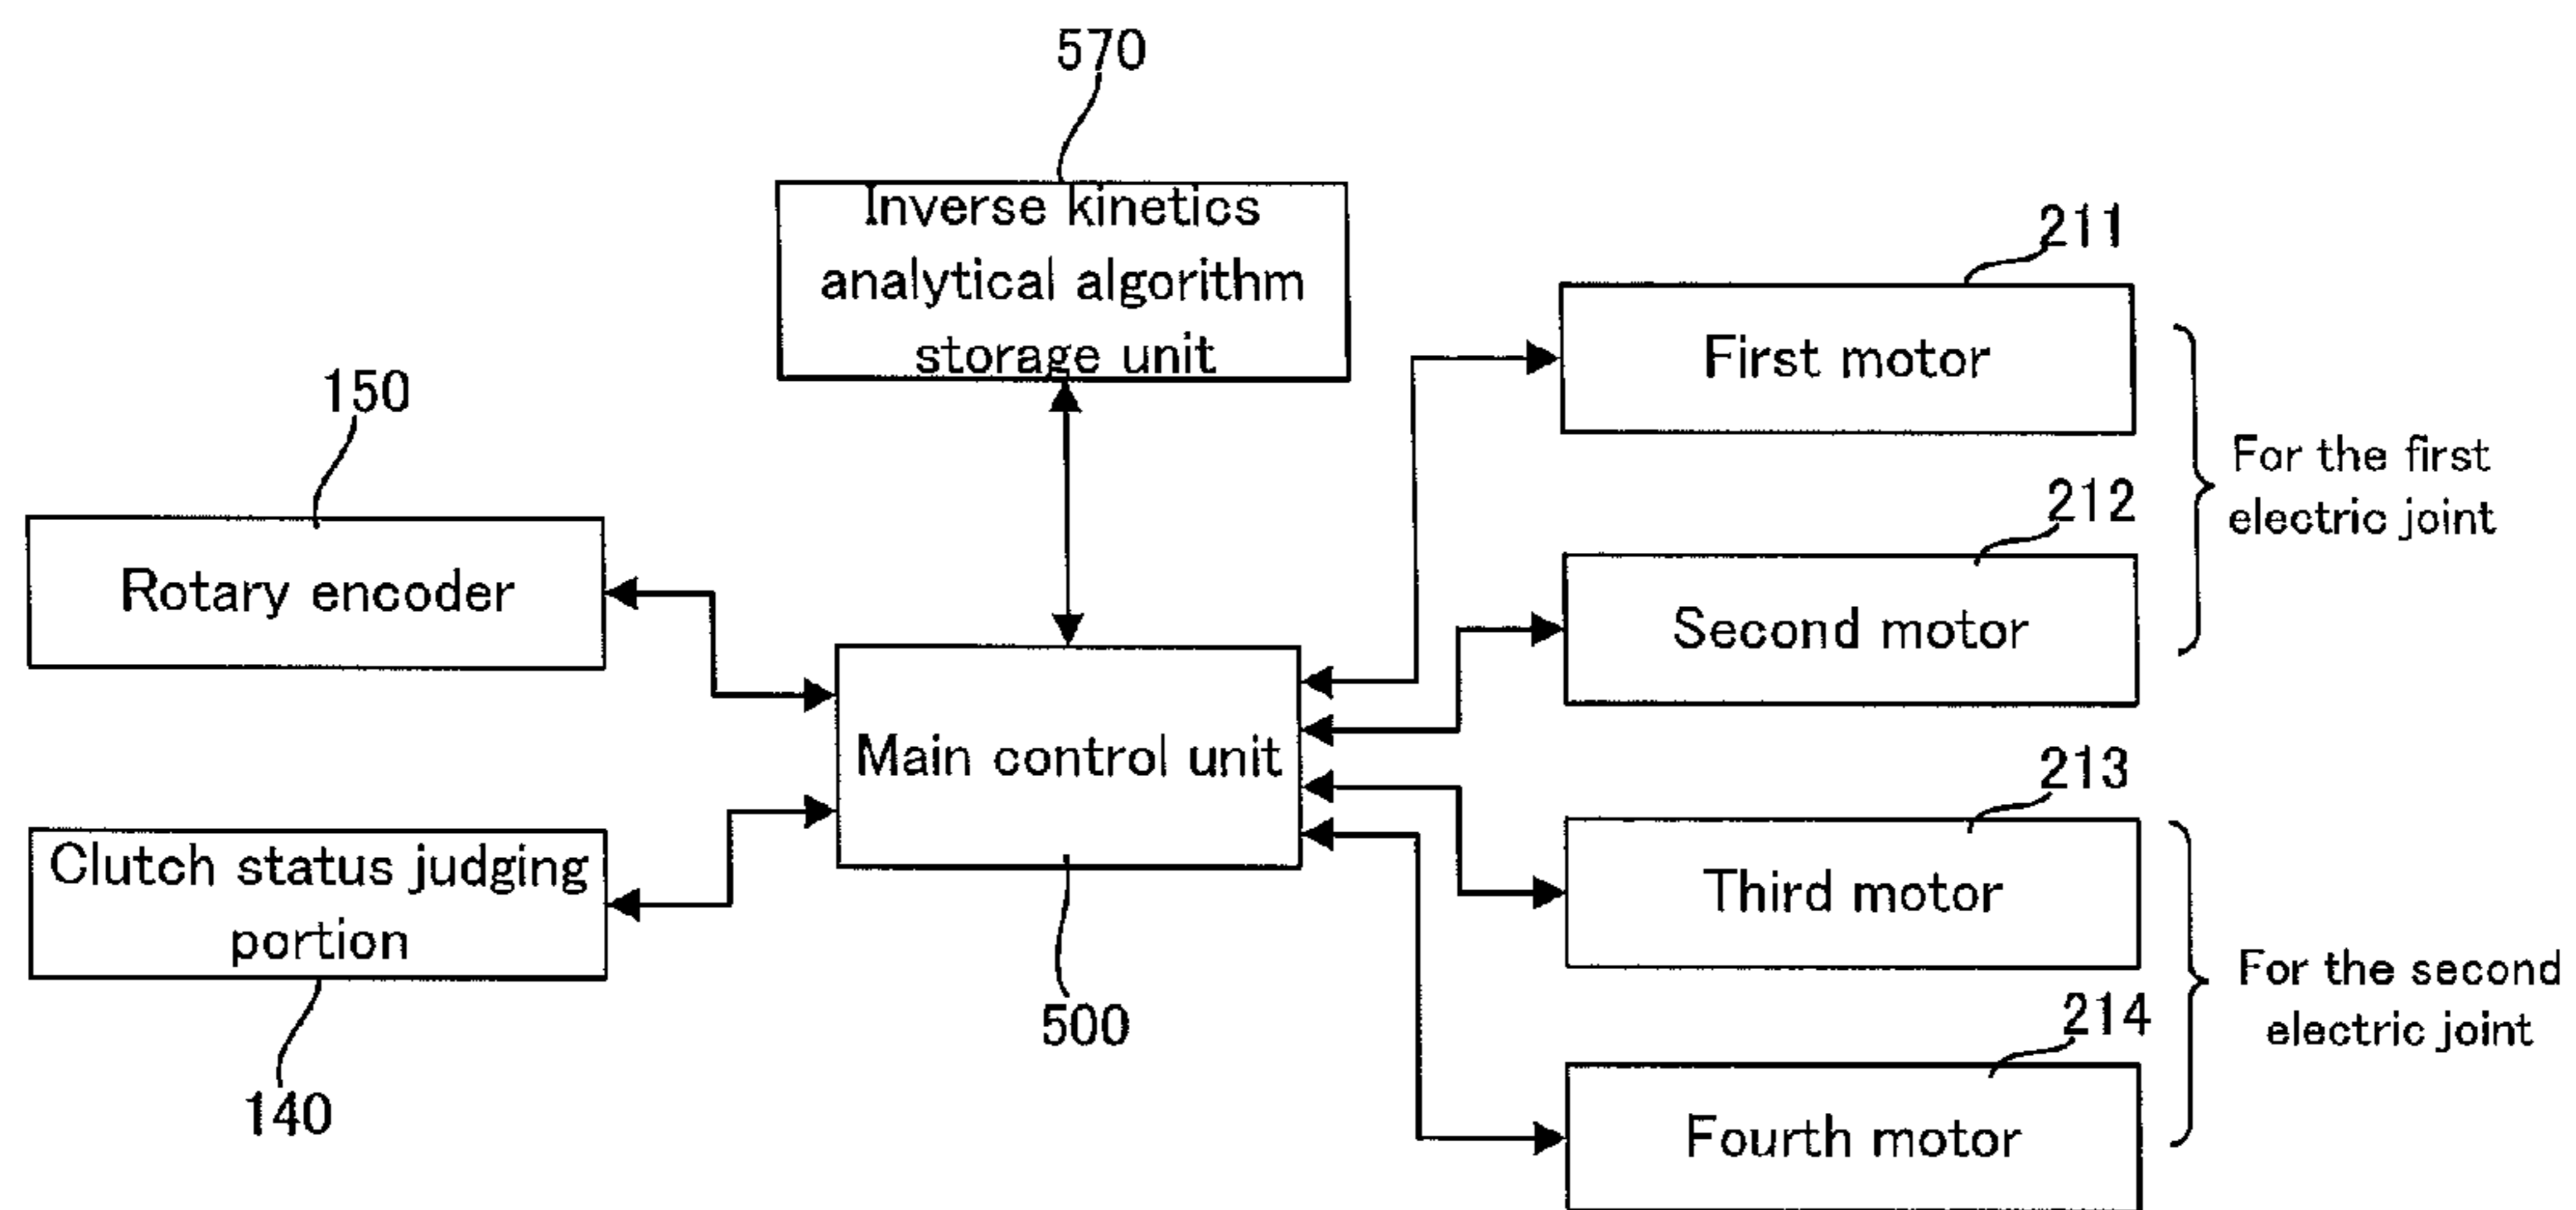 570
Inverse kinetics
analytical algorithm
storage unit
211
First motor
150
Rotary encoder
For the first
electric joint
212
Second motor
Main control unit
500
213
Third motor
Clutch status judging
portion
140
For the second
electric joint
214
Fourth motor